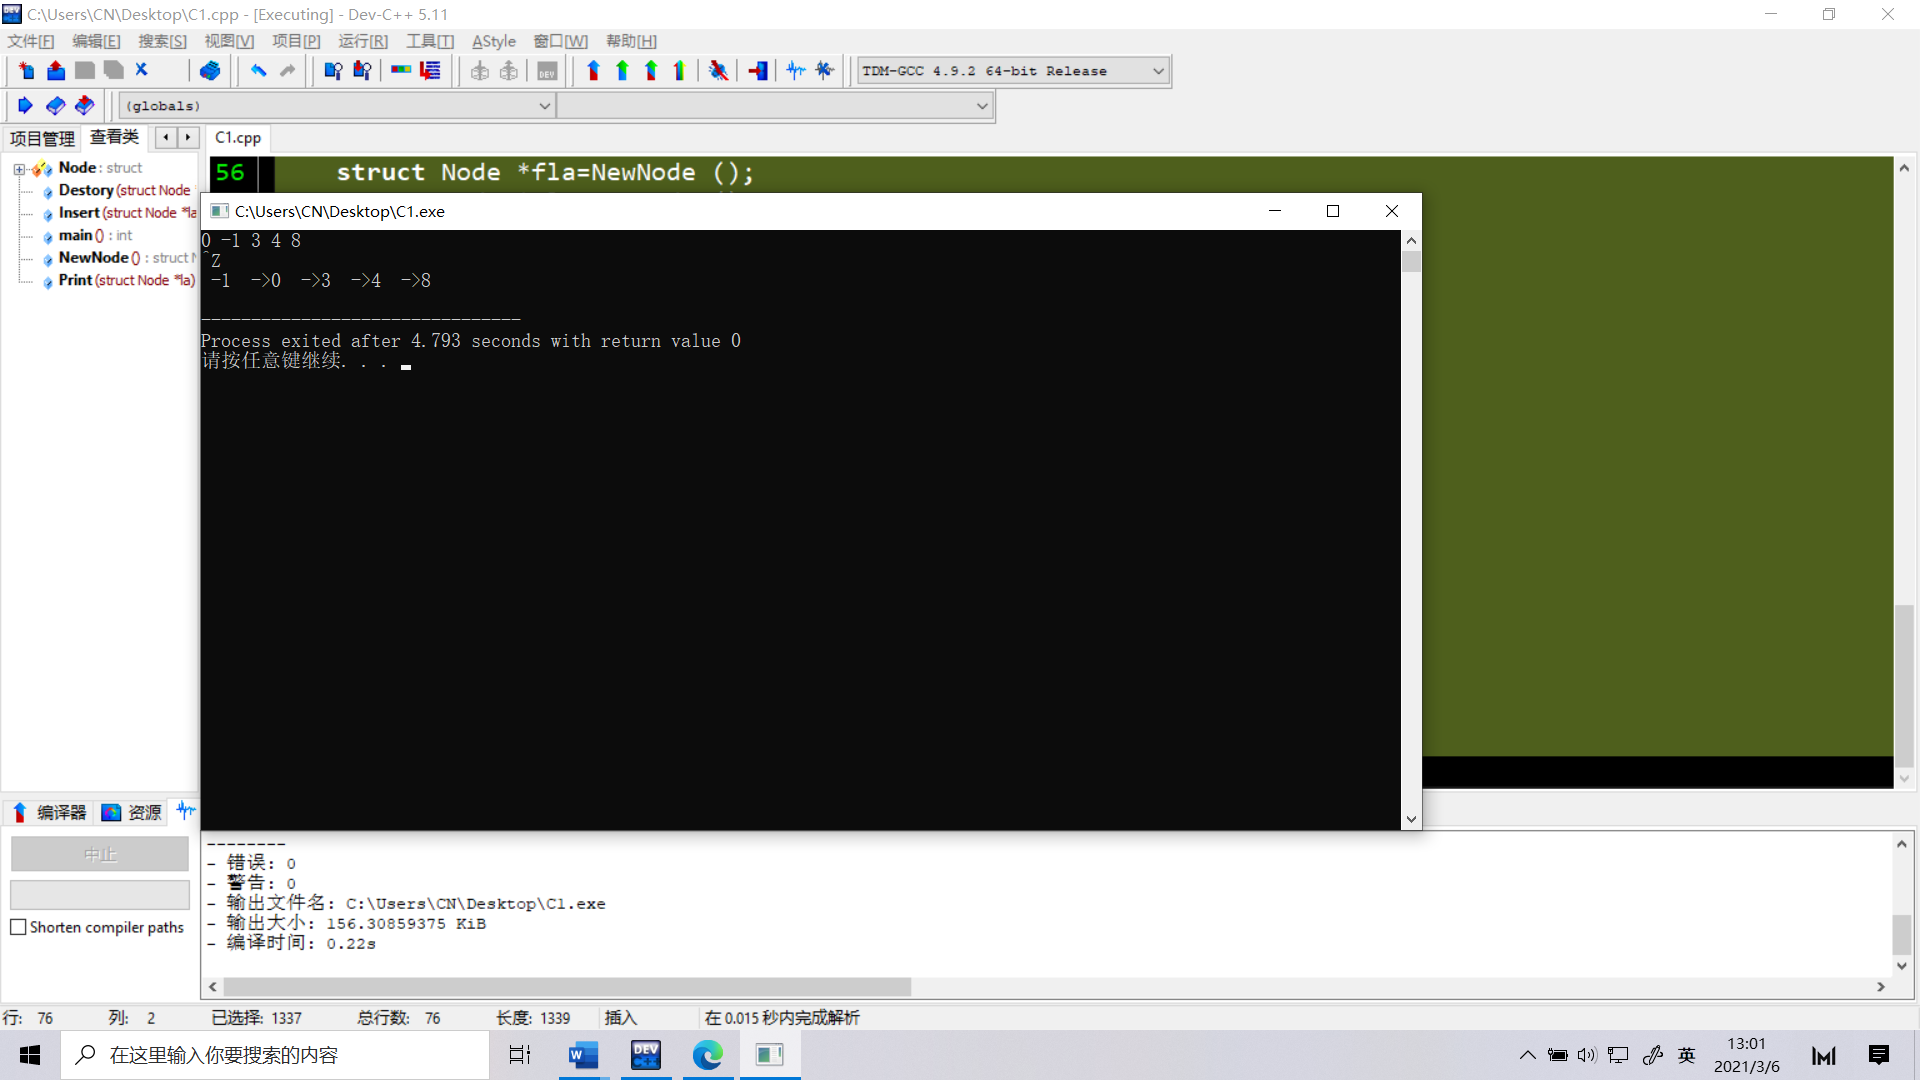 C:\Users\CN\Desktop\C1.cpp - [Executing] - Dev-C++ 5.11
文件[F] 编辑[E] 搜索[S] 视图[V] 项目[P] 运行[R] 工具[T] AStyle 窗口[W] 帮助[H]
TDM-GCC 4.9.2 64-bit Release
(globals)
项目管理 查看类 C1.cpp
Node : struct
Destory (struct Node
Insert (struct Node *la
main () : int
NewNode () : struct N
Print (struct Node *la)
56 struct Node *fla=NewNode ();
C:\Users\CN\Desktop\C1.exe
0 -1 3 4 8
^Z
-1 ->0 ->3 ->4 ->8
--------------------------------
Process exited after 4.793 seconds with return value 0
请按任意键继续. . .
编译器 资源
中止
Shorten compiler paths
--------
- 错误: 0
- 警告: 0
- 输出文件名: C:\Users\CN\Desktop\C1.exe
- 输出大小: 156.30859375 KiB
- 编译时间: 0.22s
行: 76 列: 2 已选择: 1337 总行数: 76 长度: 1339 插入 在 0.015 秒内完成解析
在这里输入你要搜索的内容
英
13:01
2021/3/6